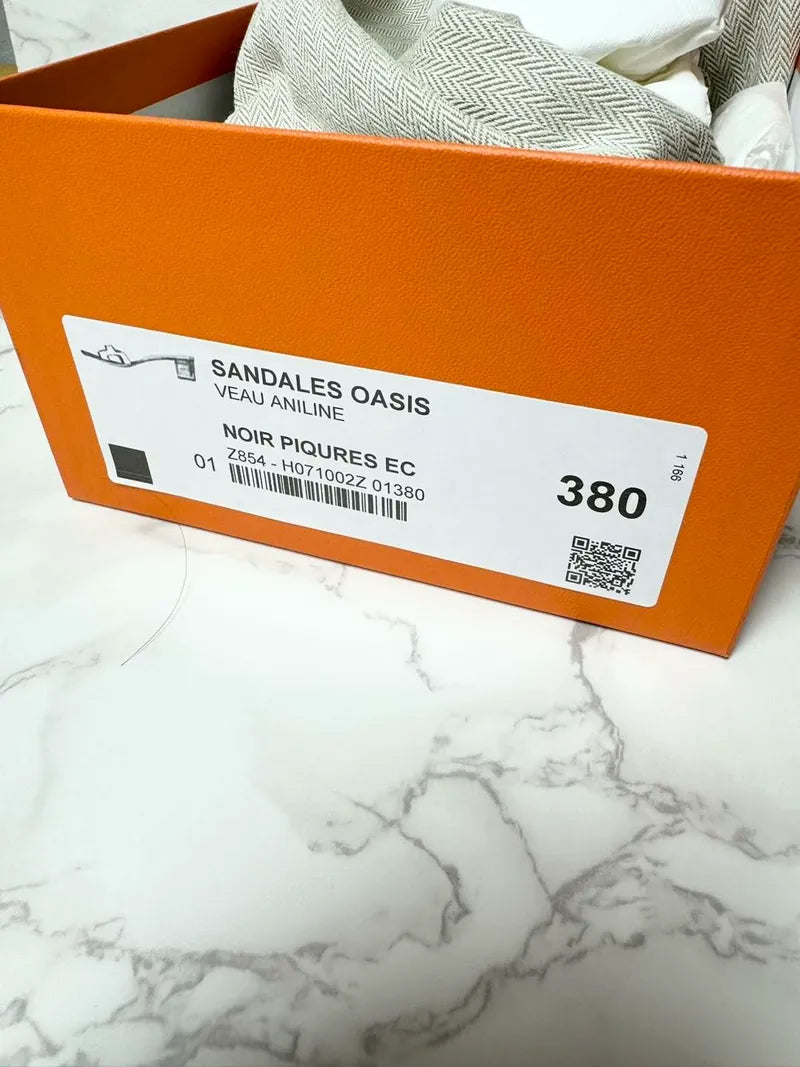 SANDALES OASIS
VEAU ANILINE
NOIR PIQURES EC
01 Z854 - H071002Z 01380
380
1 166